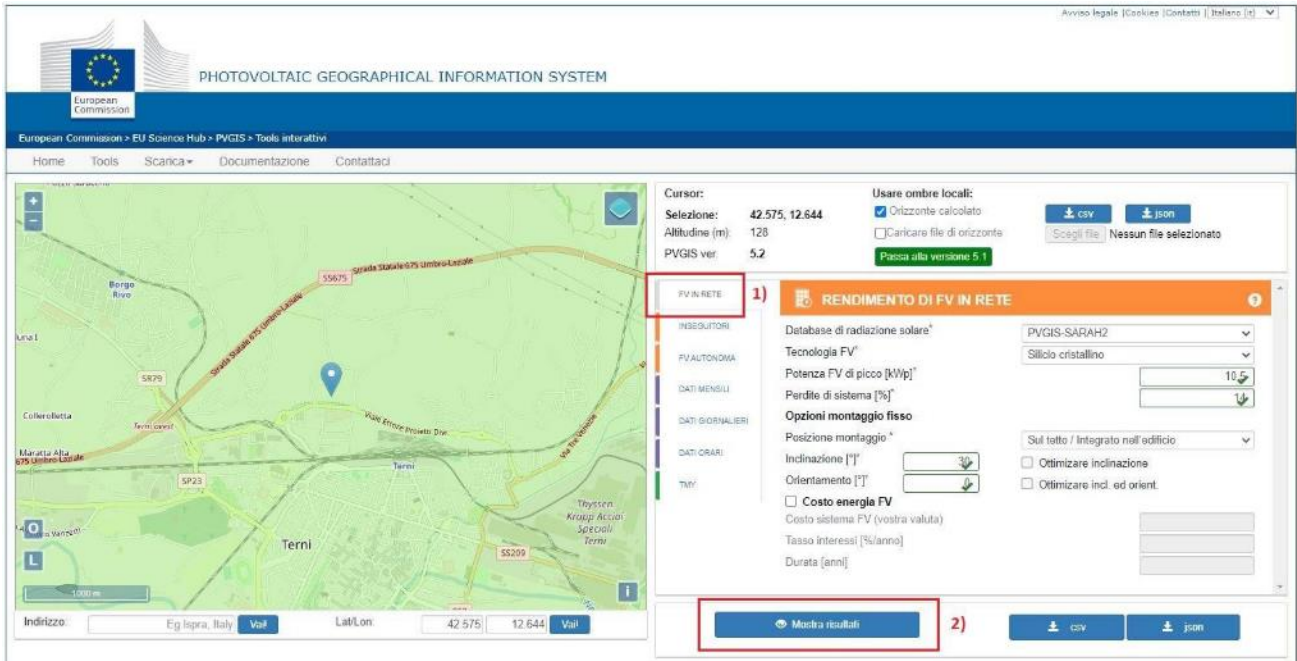 Avviso legale |Cookies |Contatti | Italiano (it)
PHOTOVOLTAIC GEOGRAPHICAL INFORMATION SYSTEM
European
Commission
European Commission > EU Science Hub > PVGIS > Tools interattivi
Home Tools Scarica Documentazione Contattaci
+
-
Borgo
Rivo
SS675
Strada Statale 675 Umbro-Laziale
Strada Statale 675 Umbro-Laziale
S879
Collerolletta
Terni ovest
Viale Ettore Proietti Div.
Via Tre Venezie
Maratta Alta
675 Umbro-Laziale
SP23
Terni
Thyssen
Krupp Acciai
Speciali
Terni
Terni
SS209
O
L
i
1000 m
Indirizzo: Eg Ispra, Italy Vai! Lat/Lon: 42.575 12.644 Vai!
Cursor:
Selezione: 42.575, 12.644
Altitudine (m): 128
PVGIS ver. 5.2
Usare ombre locali:
Orizzonte calcolato
Caricare file di orizzonte
Passa alla versione 5.1
csv json
Scegli file Nessun file selezionato
FV IN RETE
1)
INSEGUITORI
FV AUTONOMA
DATI MENSILI
DATI GIORNALIERI
DATI ORARI
TMY
RENDIMENTO DI FV IN RETE ?
Database di radiazione solare* PVGIS-SARAH2
Tecnologia FV* Silicio cristallino
Potenza FV di picco [kWp]* 10.5
Perdite di sistema [%]* 14
Opzioni montaggio fisso
Posizione montaggio * Sul tetto / Integrato nell'edificio
Inclinazione [°]* 30 Ottimizare inclinazione
Orientamento [°]* 0 Ottimizare incl. ed orient.
Costo energia FV
Costo sistema FV (vostra valuta)
Tasso interessi [%/anno]
Durata [anni]
Mostra risultati
2)
csv json